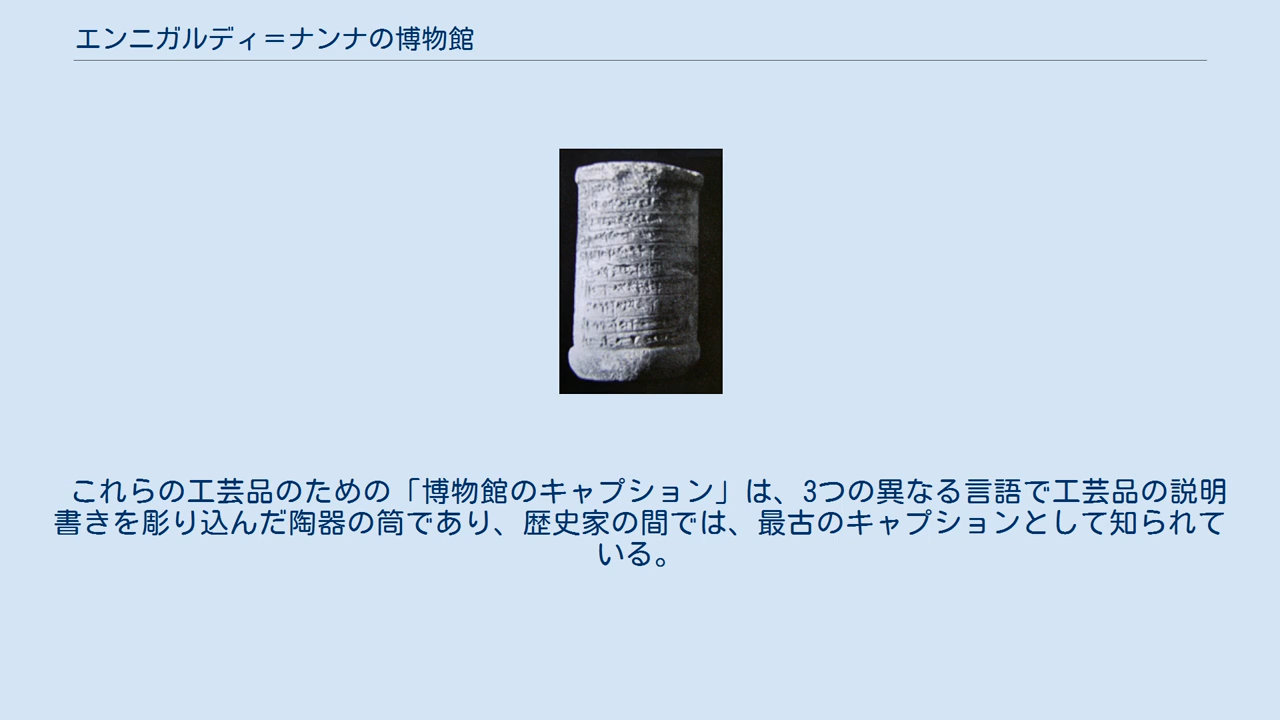 エンニガルディ＝ナンナの博物館
これらの工芸品のための「博物館のキャプション」は、3つの異なる言語で工芸品の説明
書きを彫り込んだ陶器の筒であり、歴史家の間では、最古のキャプションとして知られて
いる。